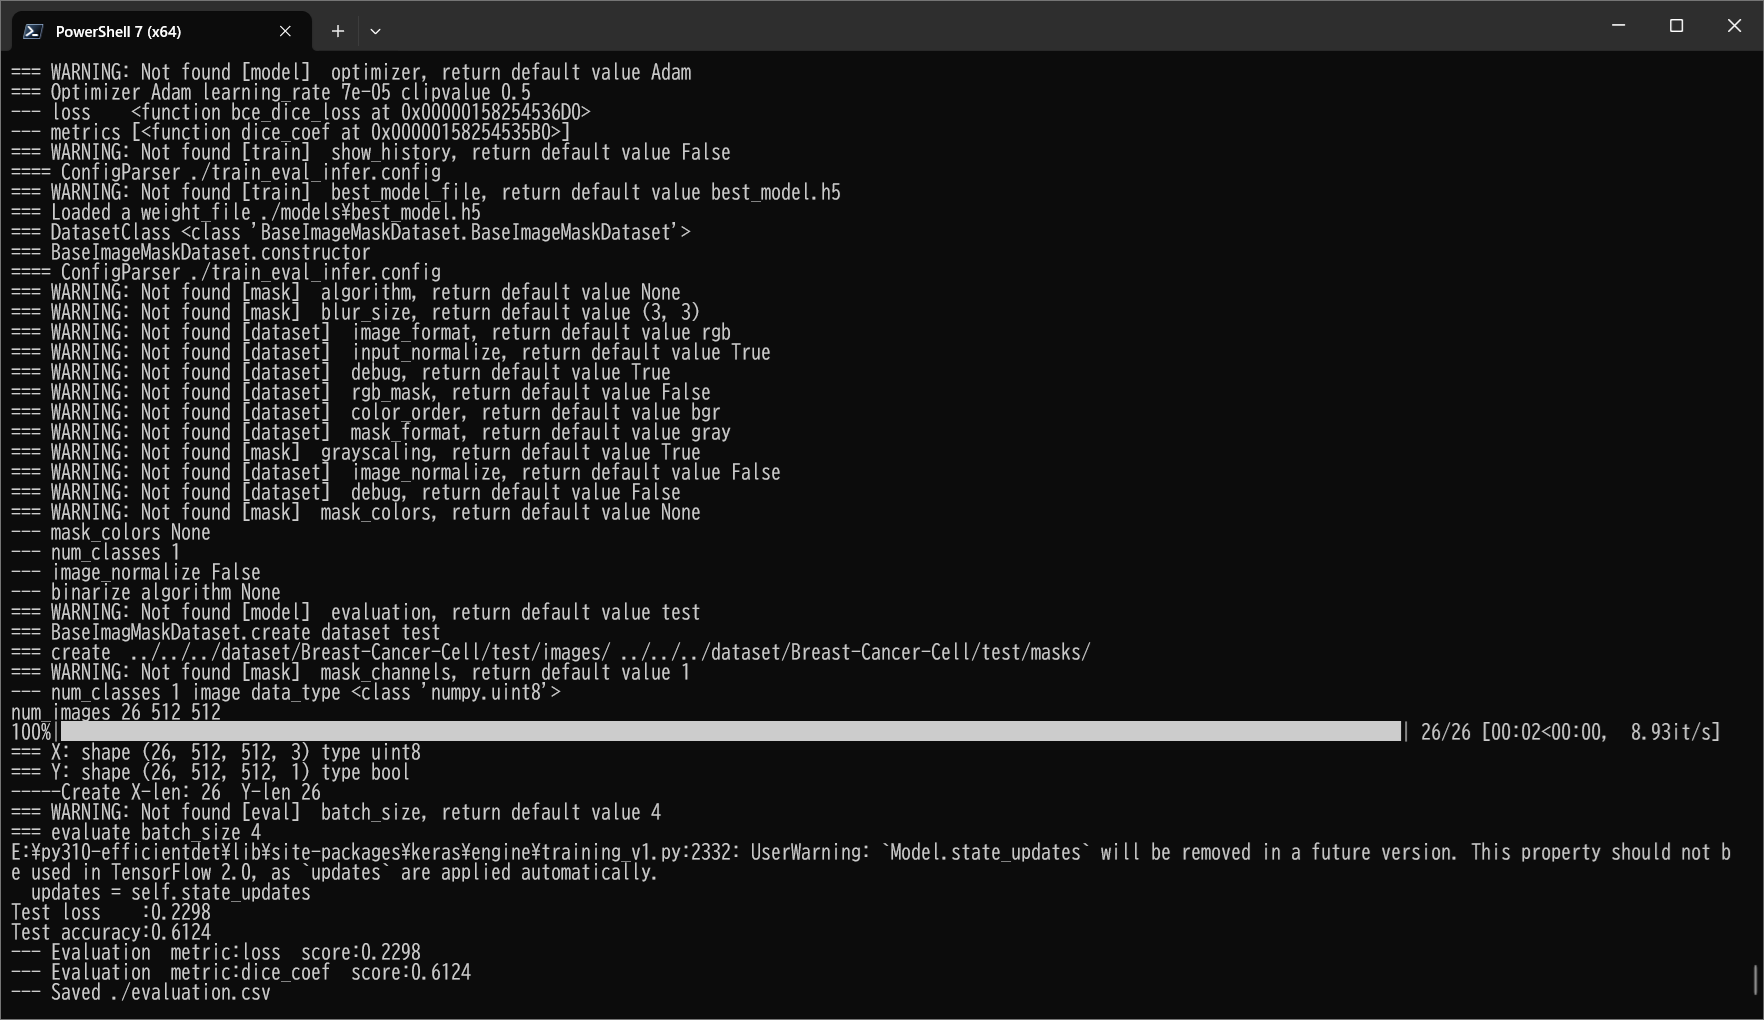 PowerShell 7 (x64)
=== WARNING: Not found [model]  optimizer, return default value Adam
=== Optimizer Adam learning_rate 7e-05 clipvalue 0.5
--- loss    <function bce_dice_loss at 0x00000158254536D0>
--- metrics [<function dice_coef at 0x00000158254535B0>]
=== WARNING: Not found [train]  show_history, return default value False
==== ConfigParser ./train_eval_infer.config
=== WARNING: Not found [train]  best_model_file, return default value best_model.h5
=== Loaded a weight_file ./models¥best_model.h5
=== DatasetClass <class 'BaseImageMaskDataset.BaseImageMaskDataset'>
=== BaseImageMaskDataset.constructor
==== ConfigParser ./train_eval_infer.config
=== WARNING: Not found [mask]  algorithm, return default value None
=== WARNING: Not found [mask]  blur_size, return default value (3, 3)
=== WARNING: Not found [dataset]  image_format, return default value rgb
=== WARNING: Not found [dataset]  input_normalize, return default value True
=== WARNING: Not found [dataset]  debug, return default value True
=== WARNING: Not found [dataset]  rgb_mask, return default value False
=== WARNING: Not found [dataset]  color_order, return default value bgr
=== WARNING: Not found [dataset]  mask_format, return default value gray
=== WARNING: Not found [mask]  grayscaling, return default value True
=== WARNING: Not found [dataset]  image_normalize, return default value False
=== WARNING: Not found [dataset]  debug, return default value False
=== WARNING: Not found [mask]  mask_colors, return default value None
--- mask_colors None
--- num_classes 1
--- image_normalize False
--- binarize algorithm None
=== WARNING: Not found [model]  evaluation, return default value test
=== BaseImagMaskDataset.create dataset test
=== create  ../../../dataset/Breast-Cancer-Cell/test/images/ ../../../dataset/Breast-Cancer-Cell/test/masks/
=== WARNING: Not found [mask]  mask_channels, return default value 1
--- num_classes 1 image data_type <class 'numpy.uint8'>
num_images 26 512 512
100%| | 26/26 [00:02<00:00,  8.93it/s]
=== X: shape (26, 512, 512, 3) type uint8
=== Y: shape (26, 512, 512, 1) type bool
-----Create X-len: 26  Y-len 26
=== WARNING: Not found [eval]  batch_size, return default value 4
=== evaluate batch_size 4
E:¥py310-efficientdet¥lib¥site-packages¥keras¥engine¥training_v1.py:2332: UserWarning: `Model.state_updates` will be removed in a future version. This property should not b
e used in TensorFlow 2.0, as `updates` are applied automatically.
  updates = self.state_updates
Test loss    :0.2298
Test accuracy:0.6124
--- Evaluation  metric:loss  score:0.2298
--- Evaluation  metric:dice_coef  score:0.6124
--- Saved ./evaluation.csv